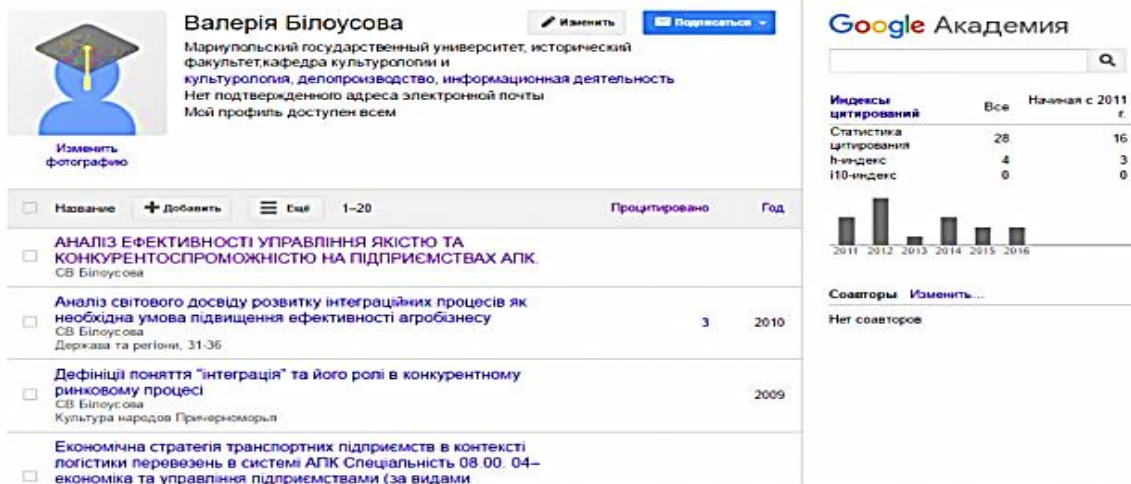 Валерія Білоусова
Изменить
Подписаться
Мариупольский государственный университет, исторический
факультет,кафедра культурологии и
культурология, делопроизводство, информационная деятельность
Нет подтвержденного адреса электронной почты
Мой профиль доступен всем
Изменить
фотографию
Название Добавить Ещё 1–20 Процитировано Год
АНАЛІЗ ЕФЕКТИВНОСТІ УПРАВЛІННЯ ЯКІСТЮ ТА
КОНКУРЕНТОСПРОМОЖНІСТЮ НА ПІДПРИЄМСТВАХ АПК.
СВ Білоусова
Аналіз світового досвіду розвитку інтеграційних процесів як
необхідна умова підвищення ефективності агробізнесу 3 2010
СВ Білоусова
Держава та регіони, 31-36
Дефініції поняття "інтеграція" та його ролі в конкурентному
ринковому процесі 2009
СВ Білоусова
Культура народов Причерноморья
Економічна стратегія транспортних підприємств в контексті
логістики перевезень в системі АПК Спеціальність 08.00. 04–
економіка та управління підприємствами (за видами
Google Академия
Индексы цитирований Все Начиная с 2011 г.
Статистика цитирования 28 16
h-индекс 4 3
i10-индекс 0 0
2011 2012 2013 2014 2015 2016
Соавторы Изменить...
Нет соавторов